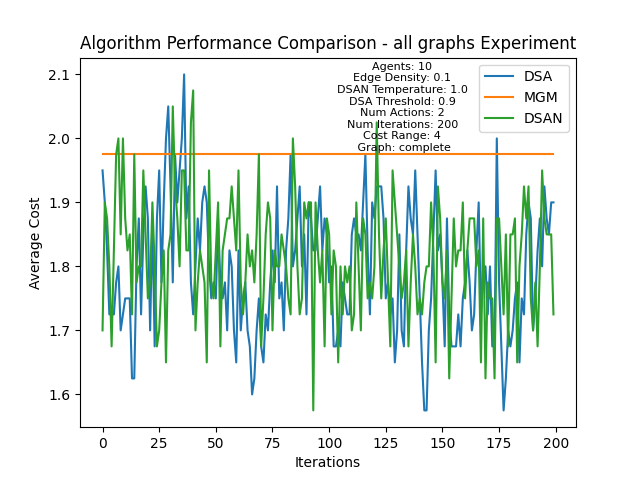 Algorithm Performance Comparison - all graphs Experiment
Agents: 10
Edge Density: 0.1
DSAN Temperature: 1.0
DSA Threshold: 0.9
Num Actions: 2
Num Iterations: 200
Cost Range: 4
Graph: complete
DSA
MGM
DSAN
Average Cost
2.1
2.0
1.9
1.8
1.7
1.6
0 25 50 75 100 125 150 175 200
Iterations